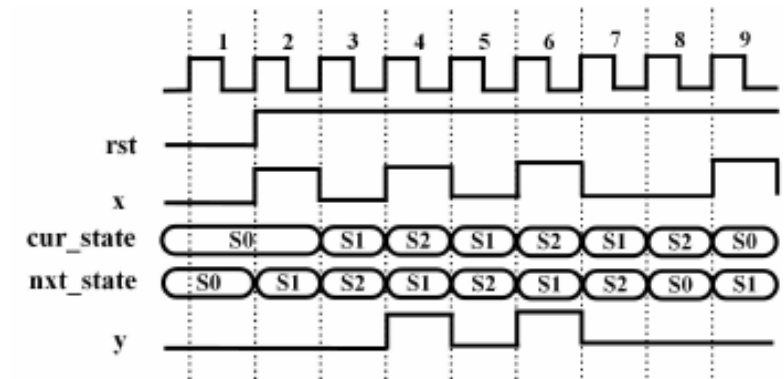 1 2 3 4 5 6 7 8 9
rst
x
cur_state S0 S1 S2 S1 S2 S1 S2 S0
nxt_state S0 S1 S2 S1 S2 S1 S2 S0 S1
y